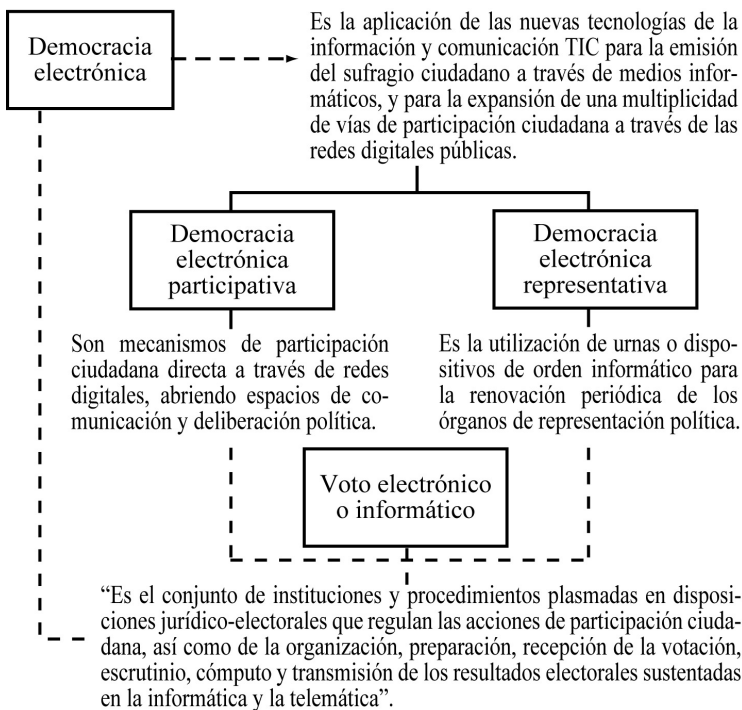 Democracia
electrónica
Es la aplicación de las nuevas tecnologías de la
información y comunicación TIC para la emisión
del sufragio ciudadano a través de medios infor-
máticos, y para la expansión de una multiplicidad
de vías de participación ciudadana a través de las
redes digitales públicas.
Democracia
electrónica
participativa
Democracia
electrónica
representativa
Son mecanismos de participación
ciudadana directa a través de redes
digitales, abriendo espacios de co-
municación y deliberación política.
Es la utilización de urnas o dispo-
sitivos de orden informático para
la renovación periódica de los
órganos de representación política.
Voto electrónico
o informático
“Es el conjunto de instituciones y procedimientos plasmadas en disposi-
ciones jurídico-electorales que regulan las acciones de participación ciuda-
dana, así como de la organización, preparación, recepción de la votación,
escrutinio, cómputo y transmisión de los resultados electorales sustentadas
en la informática y la telemática”.